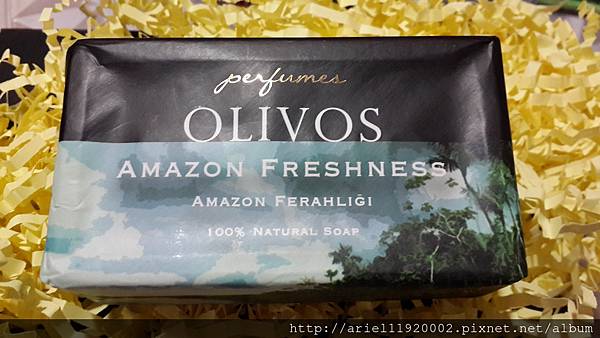 perfumes
OLIVOS
AMAZON FRESHNESS
AMAZON FERAHLIĞI
100% NATURAL SOAP
http://ariel11920002.pixnet.net/album